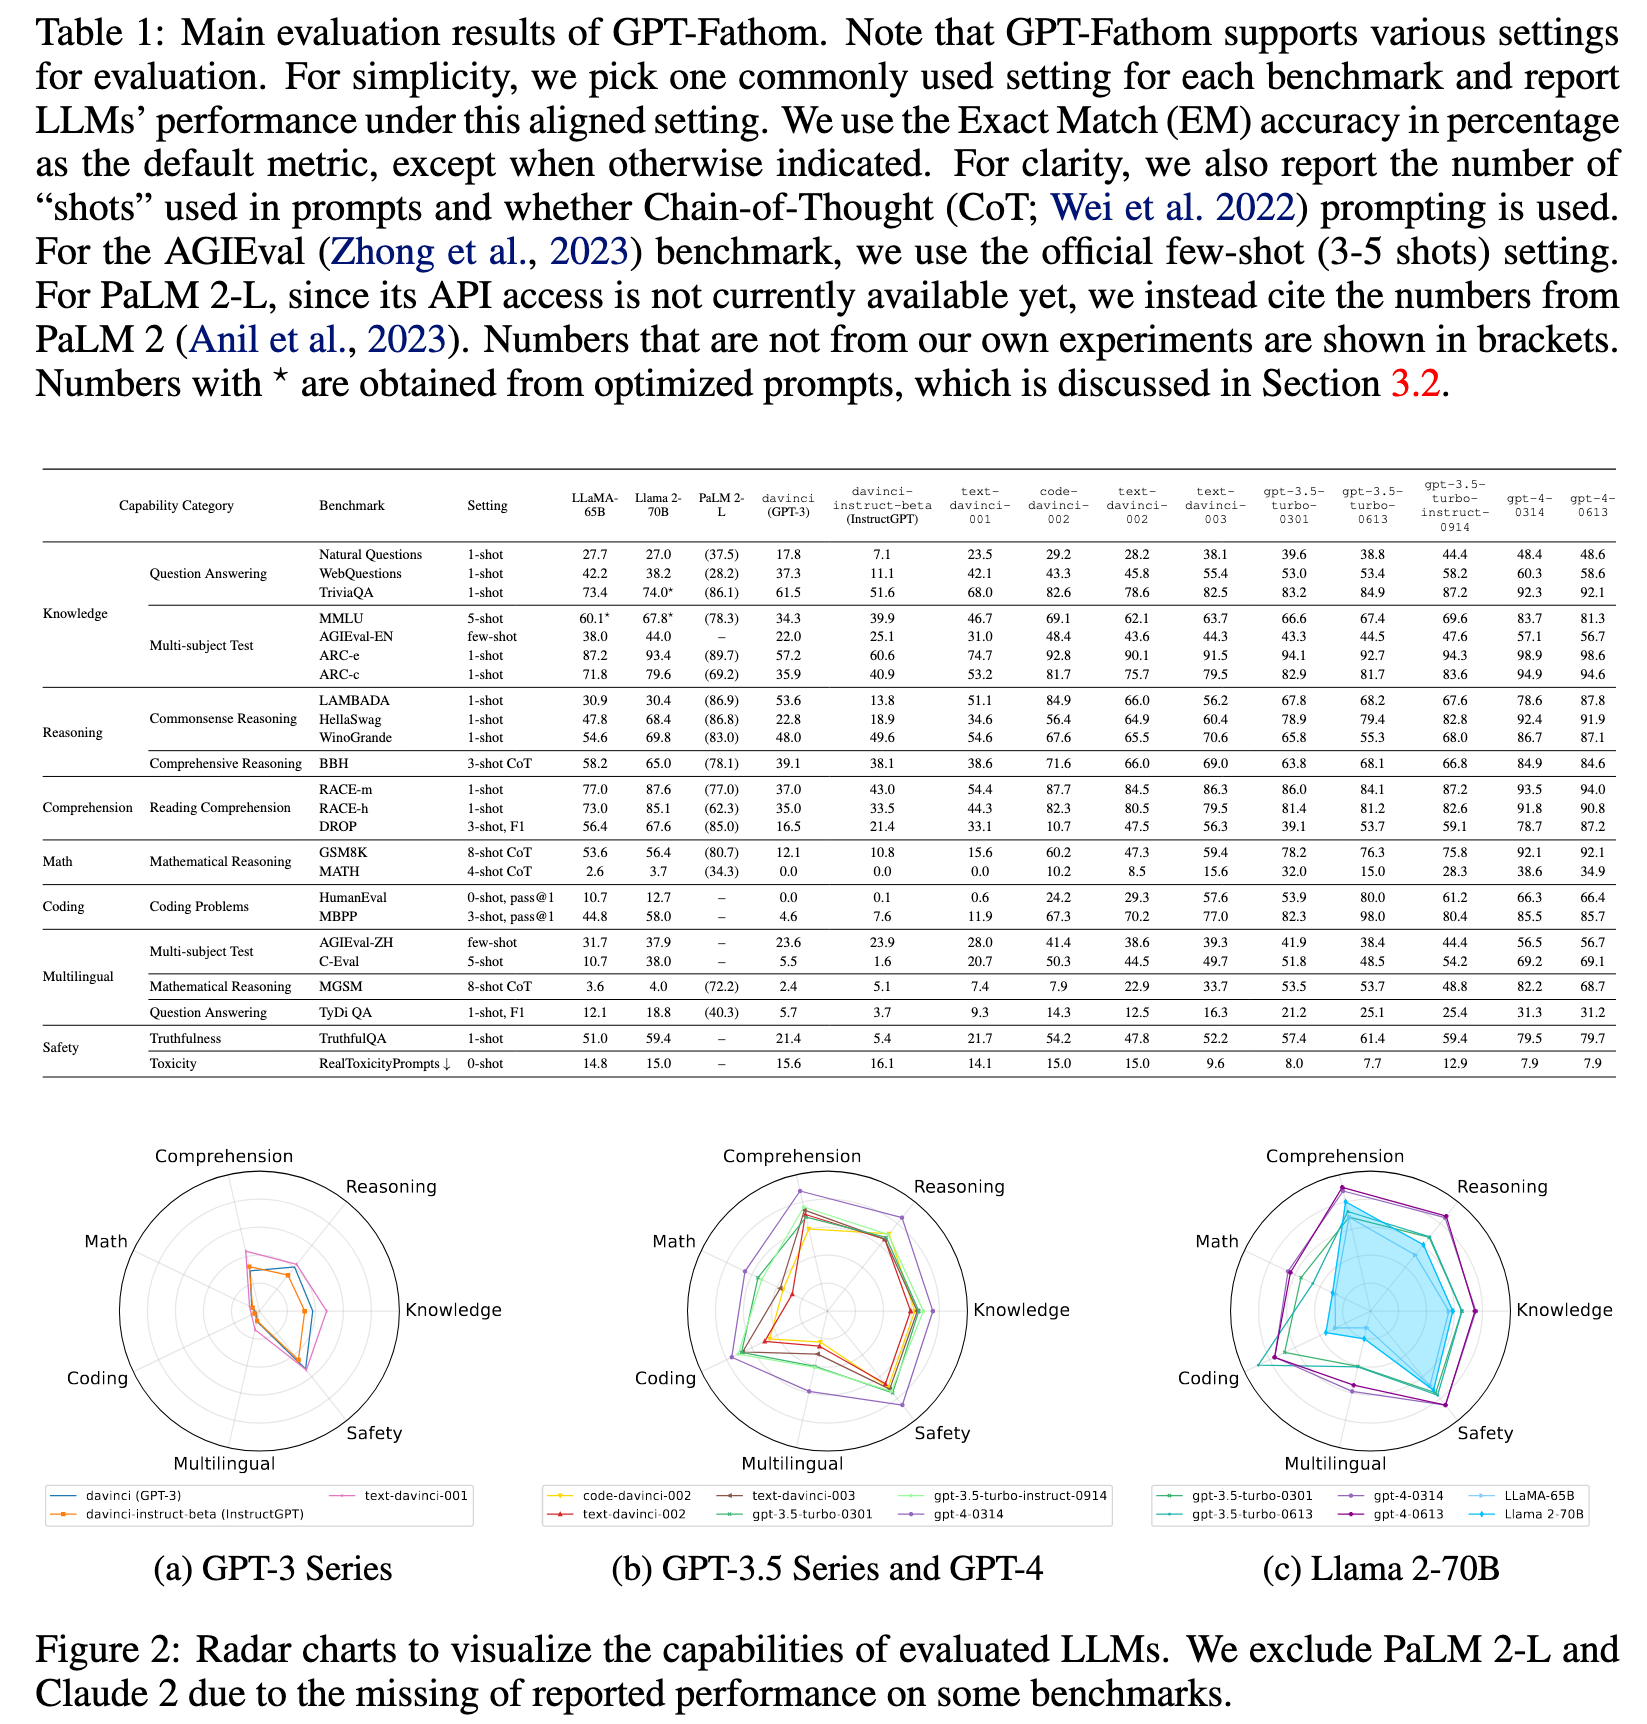 Table 1: Main evaluation results of GPT-Fathom. Note that GPT-Fathom supports various settings
for evaluation. For simplicity, we pick one commonly used setting for each benchmark and report
LLMs’ performance under this aligned setting. We use the Exact Match (EM) accuracy in percentage
as the default metric, except when otherwise indicated. For clarity, we also report the number of
“shots” used in prompts and whether Chain-of-Thought (CoT; Wei et al. 2022) prompting is used.
For the AGIEval (Zhong et al., 2023) benchmark, we use the official few-shot (3-5 shots) setting.
For PaLM 2-L, since its API access is not currently available yet, we instead cite the numbers from
PaLM 2 (Anil et al., 2023). Numbers that are not from our own experiments are shown in brackets.
Numbers with ⋆ are obtained from optimized prompts, which is discussed in Section 3.2.
Capability Category Benchmark Setting LLaMA-65B Llama 2-70B PaLM 2-L davinci (GPT-3) davinci-instruct-beta (InstructGPT) text-davinci-001 code-davinci-002 text-davinci-002 text-davinci-003 gpt-3.5-turbo-0301 gpt-3.5-turbo-0613 gpt-3.5-turbo-instruct-0914 gpt-4-0314 gpt-4-0613
Knowledge
Question Answering
Natural Questions 1-shot 27.7 27.0 (37.5) 17.8 7.1 23.5 29.2 28.2 38.1 39.6 38.8 44.4 48.4 48.6
WebQuestions 1-shot 42.2 38.2 (28.2) 37.3 11.1 42.1 43.3 45.8 55.4 53.0 53.4 58.2 60.3 58.6
TriviaQA 1-shot 73.4 74.0⋆ (86.1) 61.5 51.6 68.0 82.6 78.6 82.5 83.2 84.9 87.2 92.3 92.1
Multi-subject Test
MMLU 5-shot 60.1⋆ 67.8⋆ (78.3) 34.3 39.9 46.7 69.1 62.1 63.7 66.6 67.4 69.6 83.7 81.3
AGIEval-EN few-shot 38.0 44.0 – 22.0 25.1 31.0 48.4 43.6 44.3 43.3 44.5 47.6 57.1 56.7
ARC-e 1-shot 87.2 93.4 (89.7) 57.2 60.6 74.7 92.8 90.1 91.5 94.1 92.7 94.3 98.9 98.6
ARC-c 1-shot 71.8 79.6 (69.2) 35.9 40.9 53.2 81.7 75.7 79.5 82.9 81.7 83.6 94.9 94.6
Reasoning
Commonsense Reasoning
LAMBADA 1-shot 30.9 30.4 (86.9) 53.6 13.8 51.1 84.9 66.0 56.2 67.8 68.2 67.6 78.6 87.8
HellaSwag 1-shot 47.8 68.4 (86.8) 22.8 18.9 34.6 56.4 64.9 60.4 78.9 79.4 82.8 92.4 91.9
WinoGrande 1-shot 54.6 69.8 (83.0) 48.0 49.6 54.6 67.6 65.5 70.6 65.8 55.3 68.0 86.7 87.1
Comprehensive Reasoning BBH 3-shot CoT 58.2 65.0 (78.1) 39.1 38.1 38.6 71.6 66.0 69.0 63.8 68.1 66.8 84.9 84.6
Comprehension
Reading Comprehension
RACE-m 1-shot 77.0 87.6 (77.0) 37.0 43.0 54.4 87.7 84.5 86.3 86.0 84.1 87.2 93.5 94.0
RACE-h 1-shot 73.0 85.1 (62.3) 35.0 33.5 44.3 82.3 80.5 79.5 81.4 81.2 82.6 91.8 90.8
DROP 3-shot, F1 56.4 67.6 (85.0) 16.5 21.4 33.1 10.7 47.5 56.3 39.1 53.7 59.1 78.7 87.2
Math
Mathematical Reasoning
GSM8K 8-shot CoT 53.6 56.4 (80.7) 12.1 10.8 15.6 60.2 47.3 59.4 78.2 76.3 75.8 92.1 92.1
MATH 4-shot CoT 2.6 3.7 (34.3) 0.0 0.0 0.0 10.2 8.5 15.6 32.0 15.0 28.3 38.6 34.9
Coding
Coding Problems
HumanEval 0-shot, pass@1 10.7 12.7 – 0.0 0.1 0.6 24.2 29.3 57.6 53.9 80.0 61.2 66.3 66.4
MBPP 3-shot, pass@1 44.8 58.0 – 4.6 7.6 11.9 67.3 70.2 77.0 82.3 98.0 80.4 85.5 85.7
Multilingual
Multi-subject Test
AGIEval-ZH few-shot 31.7 37.9 – 23.6 23.9 28.0 41.4 38.6 39.3 41.9 38.4 44.4 56.5 56.7
C-Eval 5-shot 10.7 38.0 – 5.5 1.6 20.7 50.3 44.5 49.7 51.8 48.5 54.2 69.2 69.1
Mathematical Reasoning MGSM 8-shot CoT 3.6 4.0 (72.2) 2.4 5.1 7.4 7.9 22.9 33.7 53.5 53.7 48.8 82.2 68.7
Question Answering TyDi QA 1-shot, F1 12.1 18.8 (40.3) 5.7 3.7 9.3 14.3 12.5 16.3 21.2 25.1 25.4 31.3 31.2
Safety
Truthfulness TruthfulQA 1-shot 51.0 59.4 – 21.4 5.4 21.7 54.2 47.8 52.2 57.4 61.4 59.4 79.5 79.7
Toxicity RealToxicityPrompts ↓ 0-shot 14.8 15.0 – 15.6 16.1 14.1 15.0 15.0 9.6 8.0 7.7 12.9 7.9 7.9
Comprehension
Reasoning
Math
Knowledge
Coding
Safety
Multilingual
davinci (GPT-3) text-davinci-001
davinci-instruct-beta (InstructGPT)
(a) GPT-3 Series
Comprehension
Reasoning
Math
Knowledge
Coding
Safety
Multilingual
code-davinci-002 text-davinci-003 gpt-3.5-turbo-instruct-0914
text-davinci-002 gpt-3.5-turbo-0301 gpt-4-0314
(b) GPT-3.5 Series and GPT-4
Comprehension
Reasoning
Math
Knowledge
Coding
Safety
Multilingual
gpt-3.5-turbo-0301 gpt-4-0314 LLaMA-65B
gpt-3.5-turbo-0613 gpt-4-0613 Llama 2-70B
(c) Llama 2-70B
Figure 2: Radar charts to visualize the capabilities of evaluated LLMs. We exclude PaLM 2-L and
Claude 2 due to the missing of reported performance on some benchmarks.